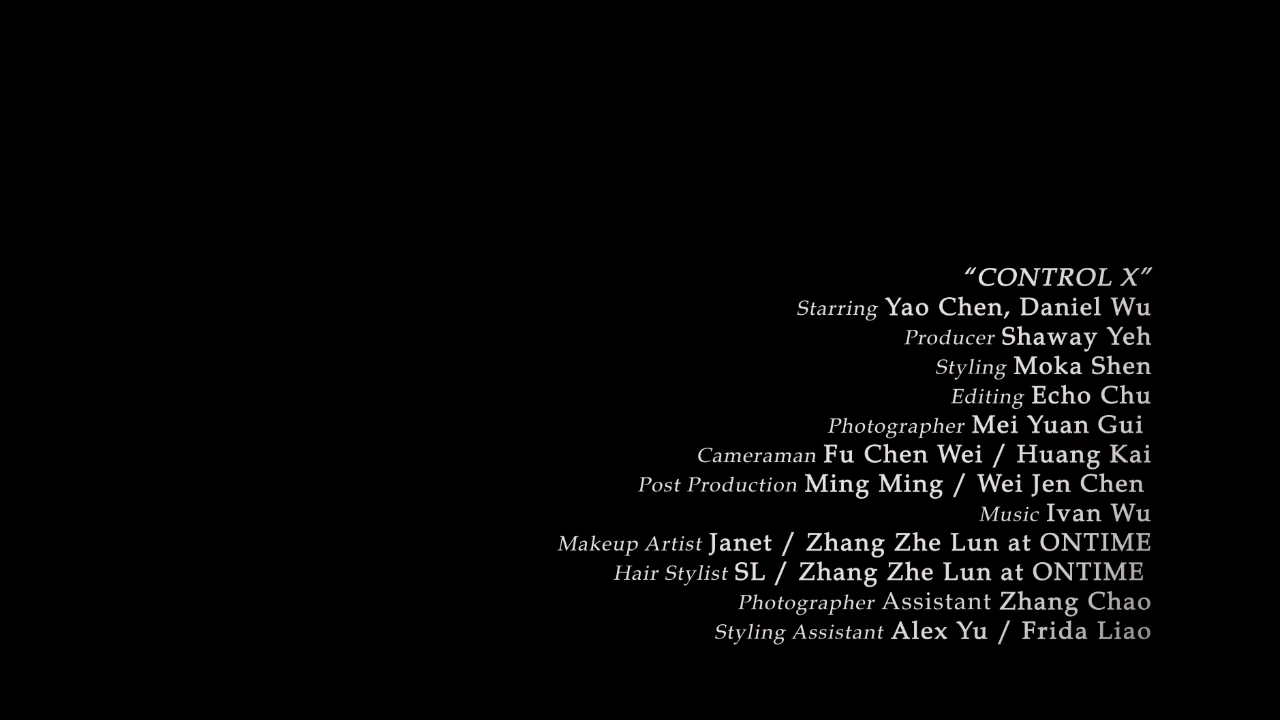 “CONTROL X”
Starring Yao Chen, Daniel Wu
Producer Shaway Yeh
Styling Moka Shen
Editing Echo Chu
Photographer Mei Yuan Gui
Cameraman Fu Chen Wei / Huang Kai
Post Production Ming Ming / Wei Jen Chen
Music Ivan Wu
Makeup Artist Janet / Zhang Zhe Lun at ONTIME
Hair Stylist SL / Zhang Zhe Lun at ONTIME
Photographer Assistant Zhang Chao
Styling Assistant Alex Yu / Frida Liao